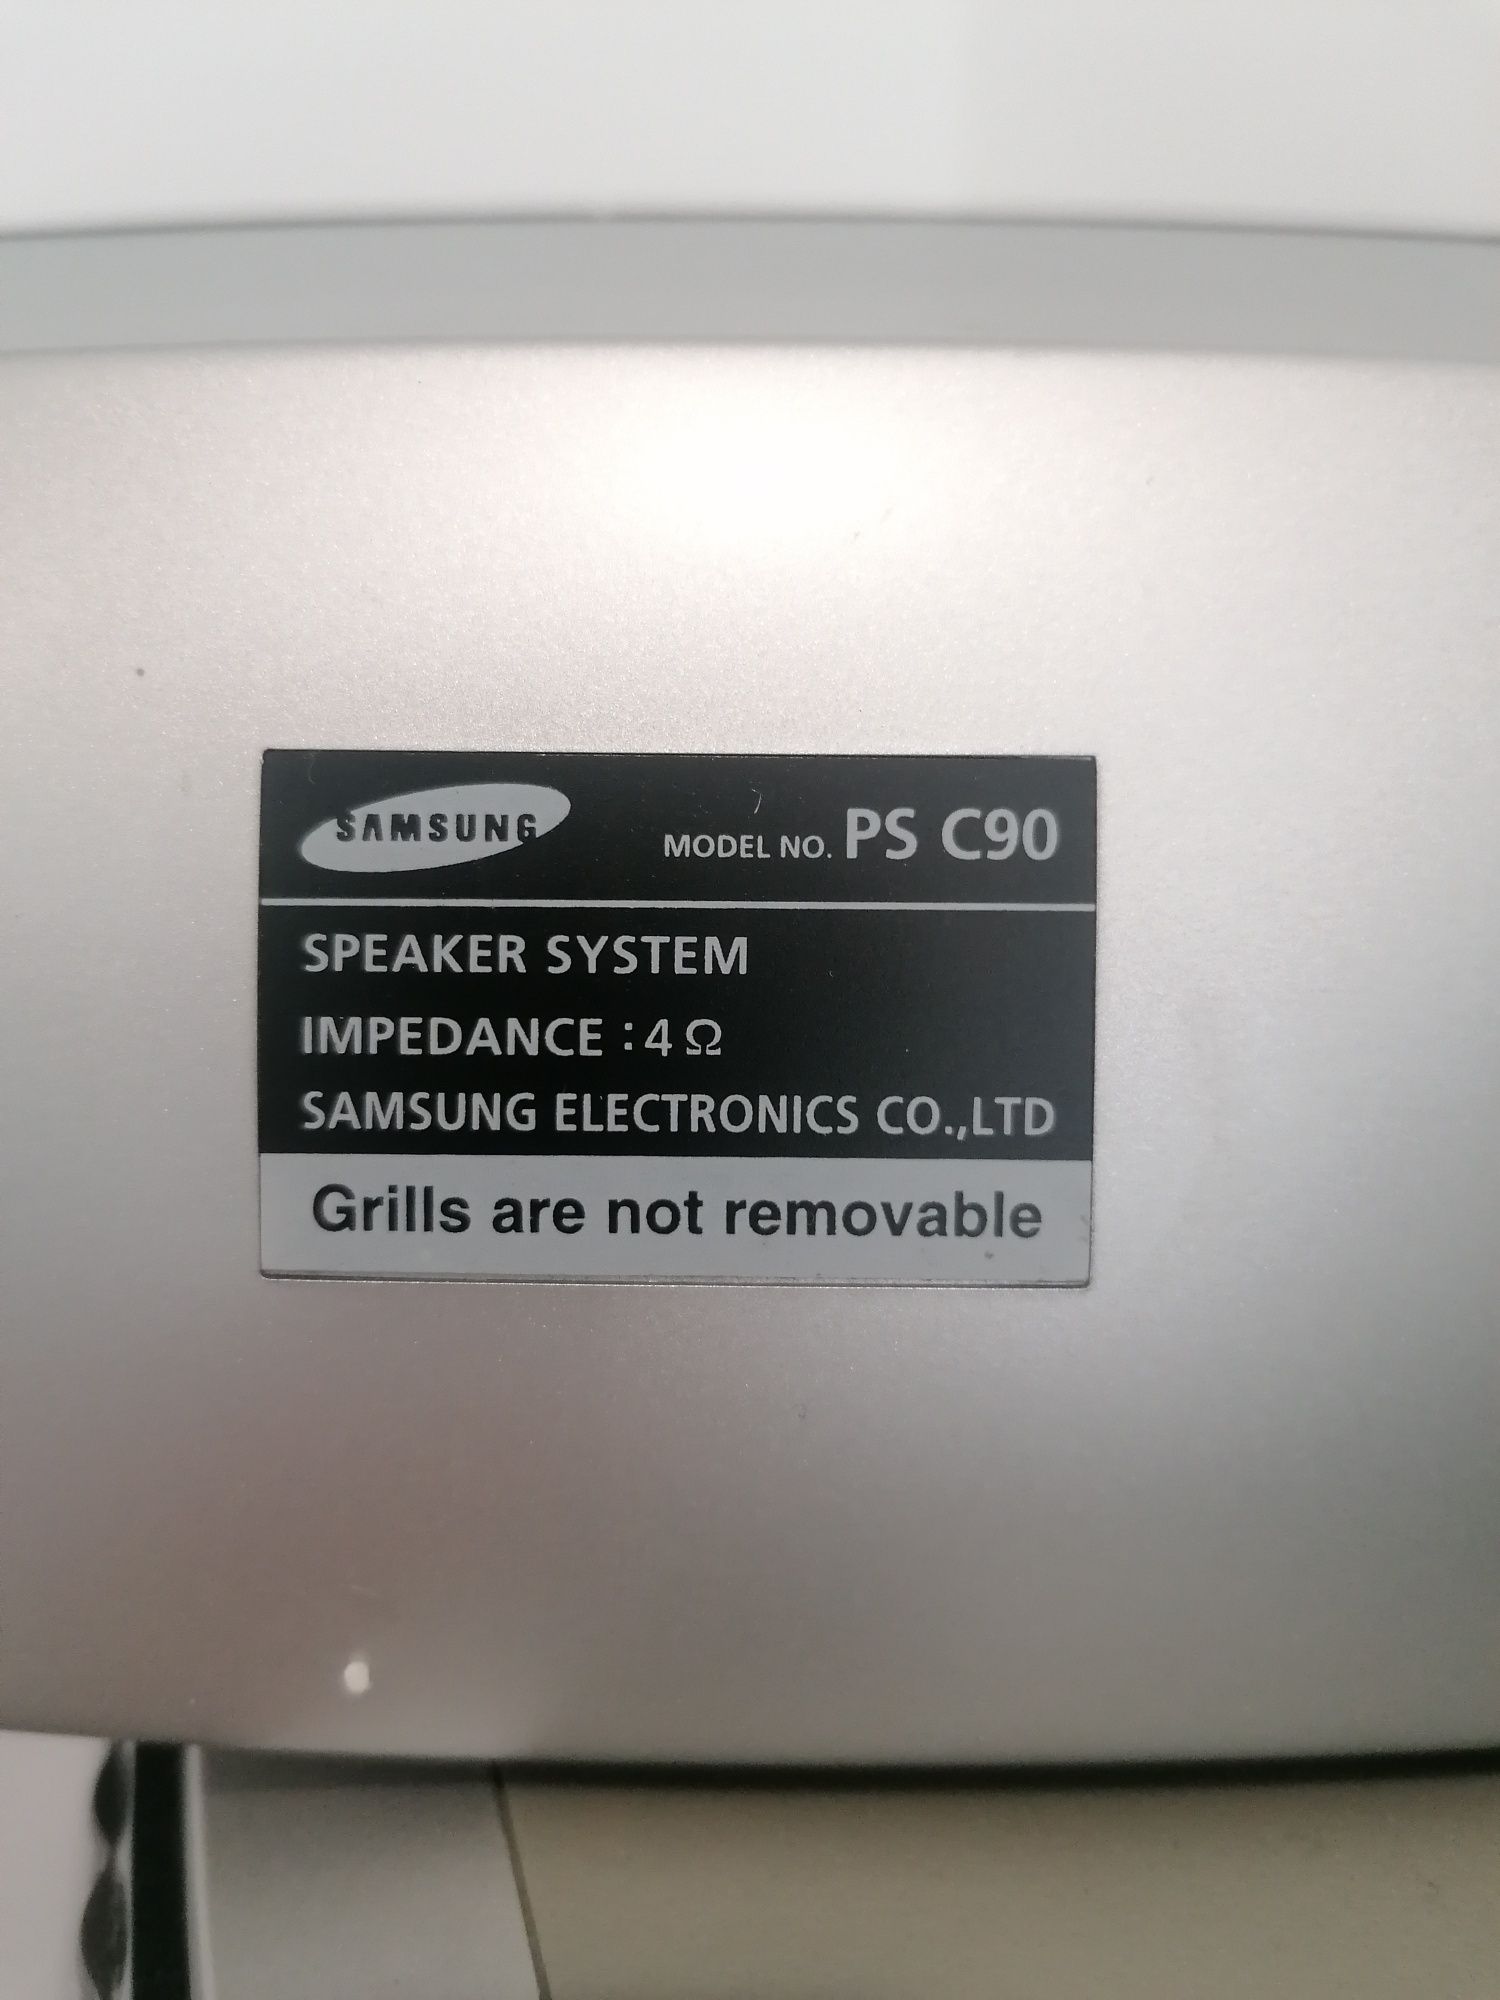 SAMSUNG MODEL NO. PS C90
SPEAKER SYSTEM
IMPEDANCE : 4 Ω
SAMSUNG ELECTRONICS CO.,LTD
Grills are not removable